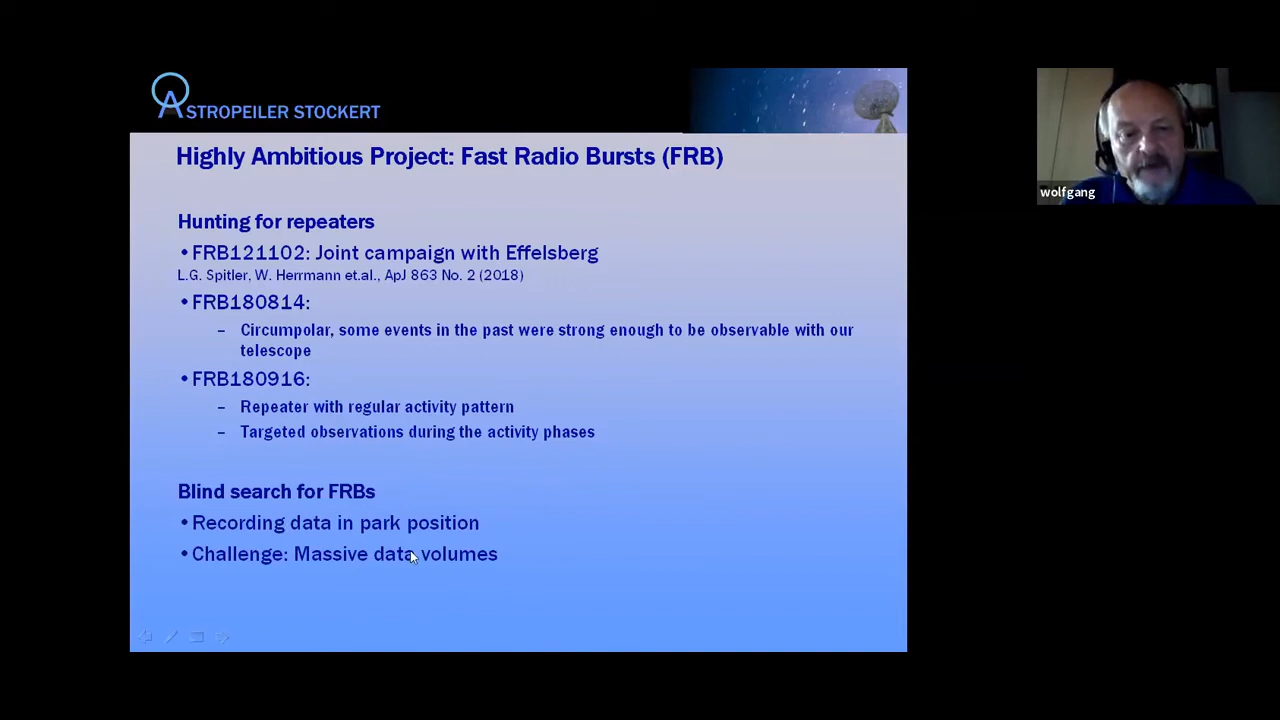 ASTROPEILER STOCKERT
Highly Ambitious Project: Fast Radio Bursts (FRB)
wolfgang
Hunting for repeaters
•FRB121102: Joint campaign with Effelsberg
L.G. Spitler, W. Herrmann et.al., ApJ 863 No. 2 (2018)
•FRB180814:
– Circumpolar, some events in the past were strong enough to be observable with our
telescope
•FRB180916:
– Repeater with regular activity pattern
– Targeted observations during the activity phases
Blind search for FRBs
•Recording data in park position
•Challenge: Massive data volumes